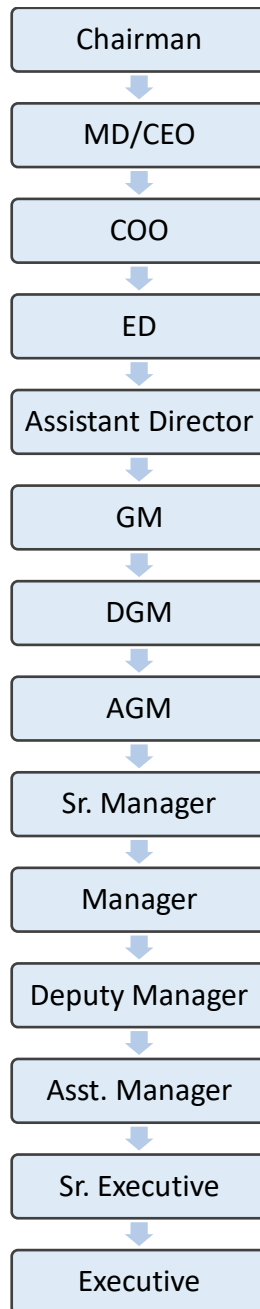 Chairman
MD/CEO
COO
ED
Assistant Director
GM
DGM
AGM
Sr. Manager
Manager
Deputy Manager
Asst. Manager
Sr. Executive
Executive